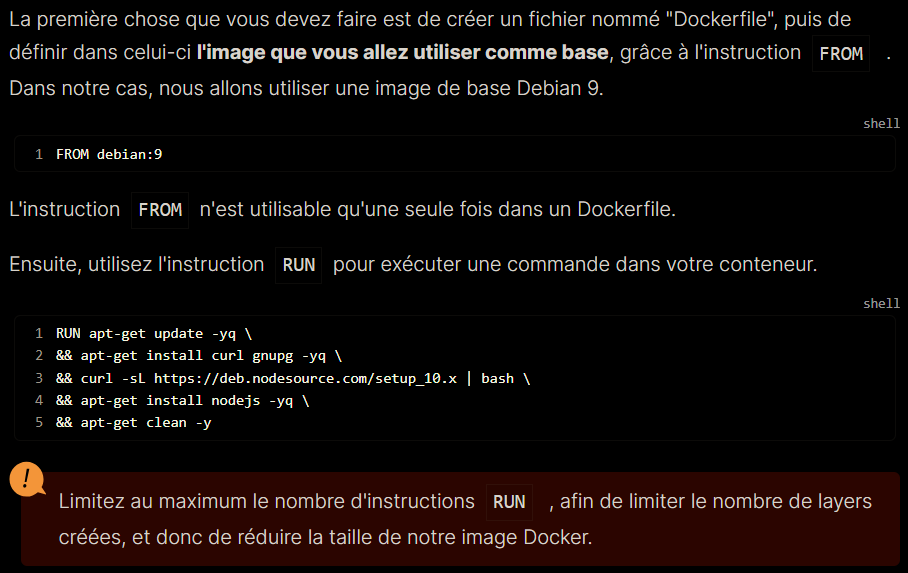 La première chose que vous devez faire est de créer un fichier nommé "Dockerfile", puis de
définir dans celui-ci l'image que vous allez utiliser comme base, grâce à l'instruction FROM .
Dans notre cas, nous allons utiliser une image de base Debian 9.
shell
1 FROM debian:9
L'instruction FROM n'est utilisable qu'une seule fois dans un Dockerfile.
Ensuite, utilisez l'instruction RUN pour exécuter une commande dans votre conteneur.
shell
1 RUN apt-get update -yq \
2 && apt-get install curl gnupg -yq \
3 && curl -sL https://deb.nodesource.com/setup_10.x | bash \
4 && apt-get install nodejs -yq \
5 && apt-get clean -y
!
Limitez au maximum le nombre d'instructions RUN , afin de limiter le nombre de layers
créées, et donc de réduire la taille de notre image Docker.